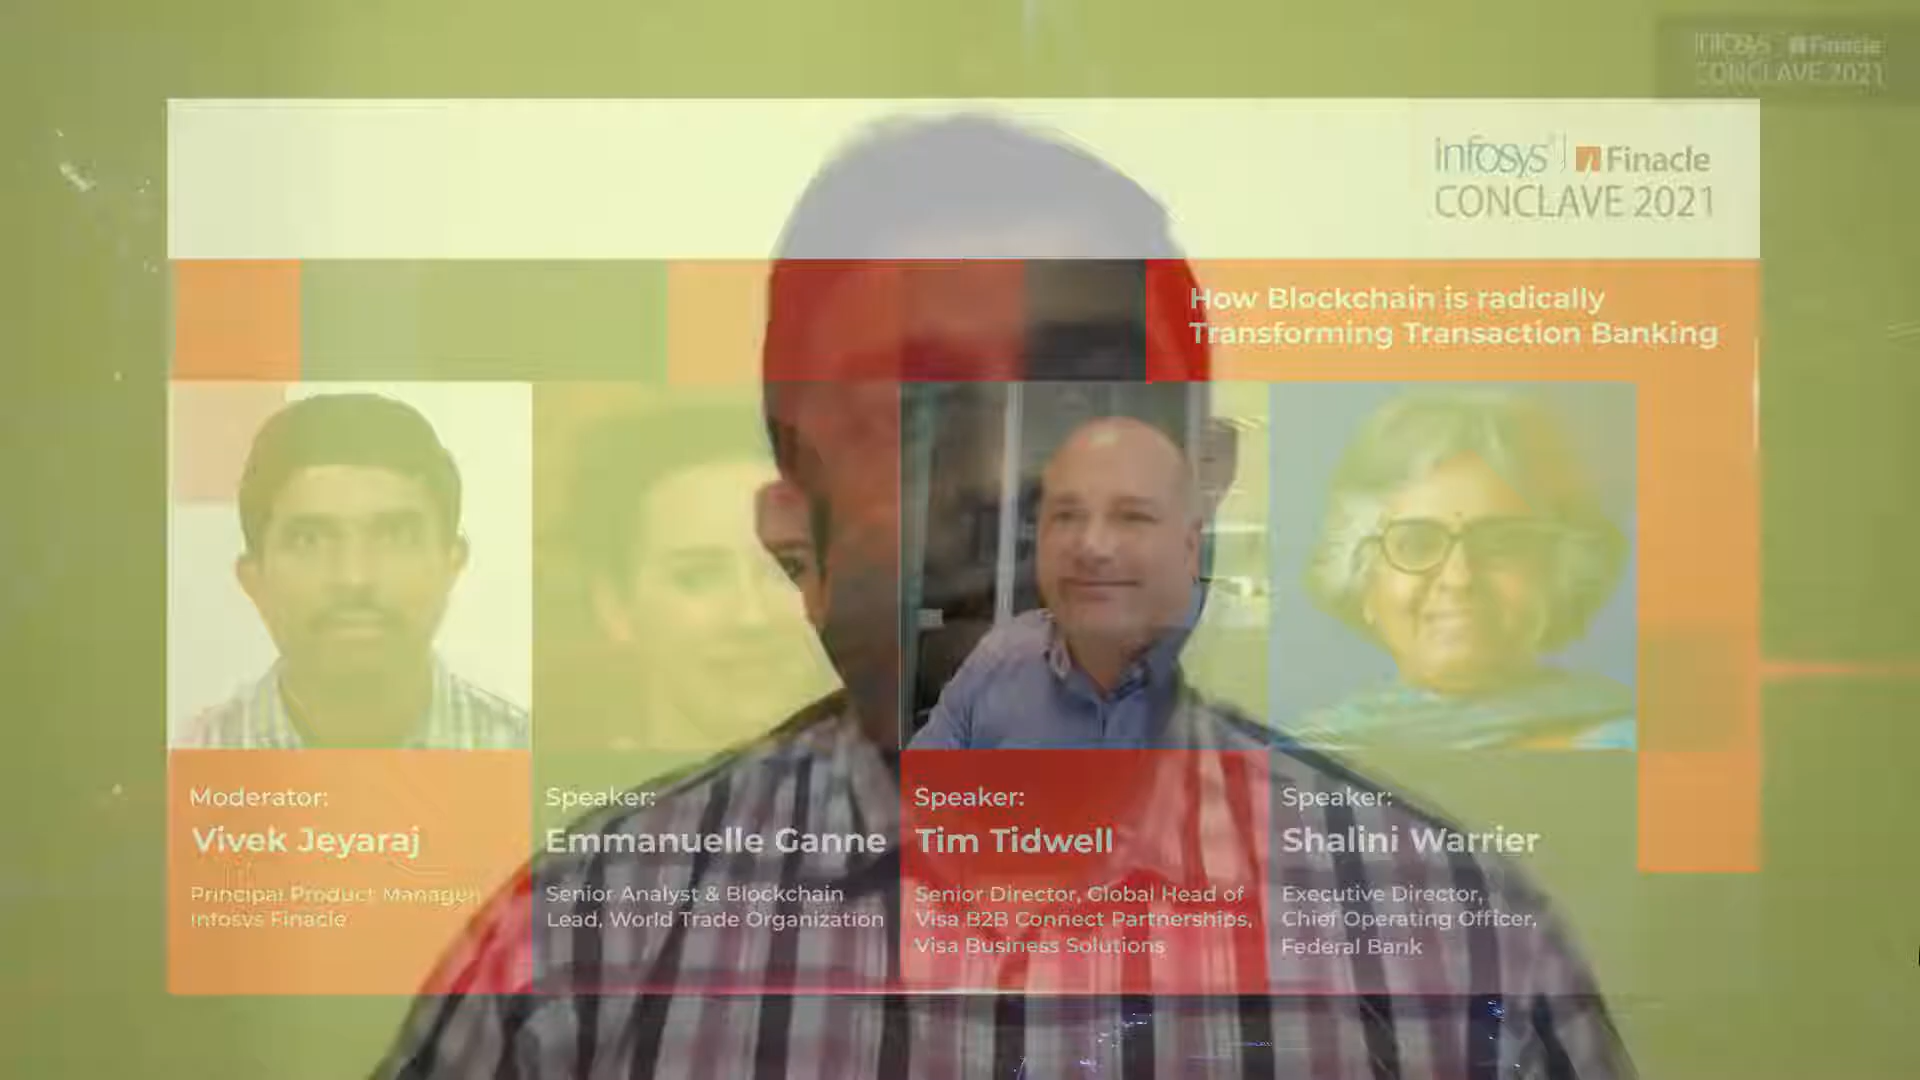 Infosys | Finacle
CONCLAVE 2021
Infosys | Finacle
CONCLAVE 2021
How Blockchain is radically
Transforming Transaction Banking
Moderator:
Vivek Jeyaraj
Principal Product Manager,
Infosys Finacle
Speaker:
Emmanuelle Ganne
Senior Analyst & Blockchain
Lead, World Trade Organization
Speaker:
Tim Tidwell
Senior Director, Global Head of
Visa B2B Connect Partnerships,
Visa Business Solutions
Speaker:
Shalini Warrier
Executive Director,
Chief Operating Officer,
Federal Bank